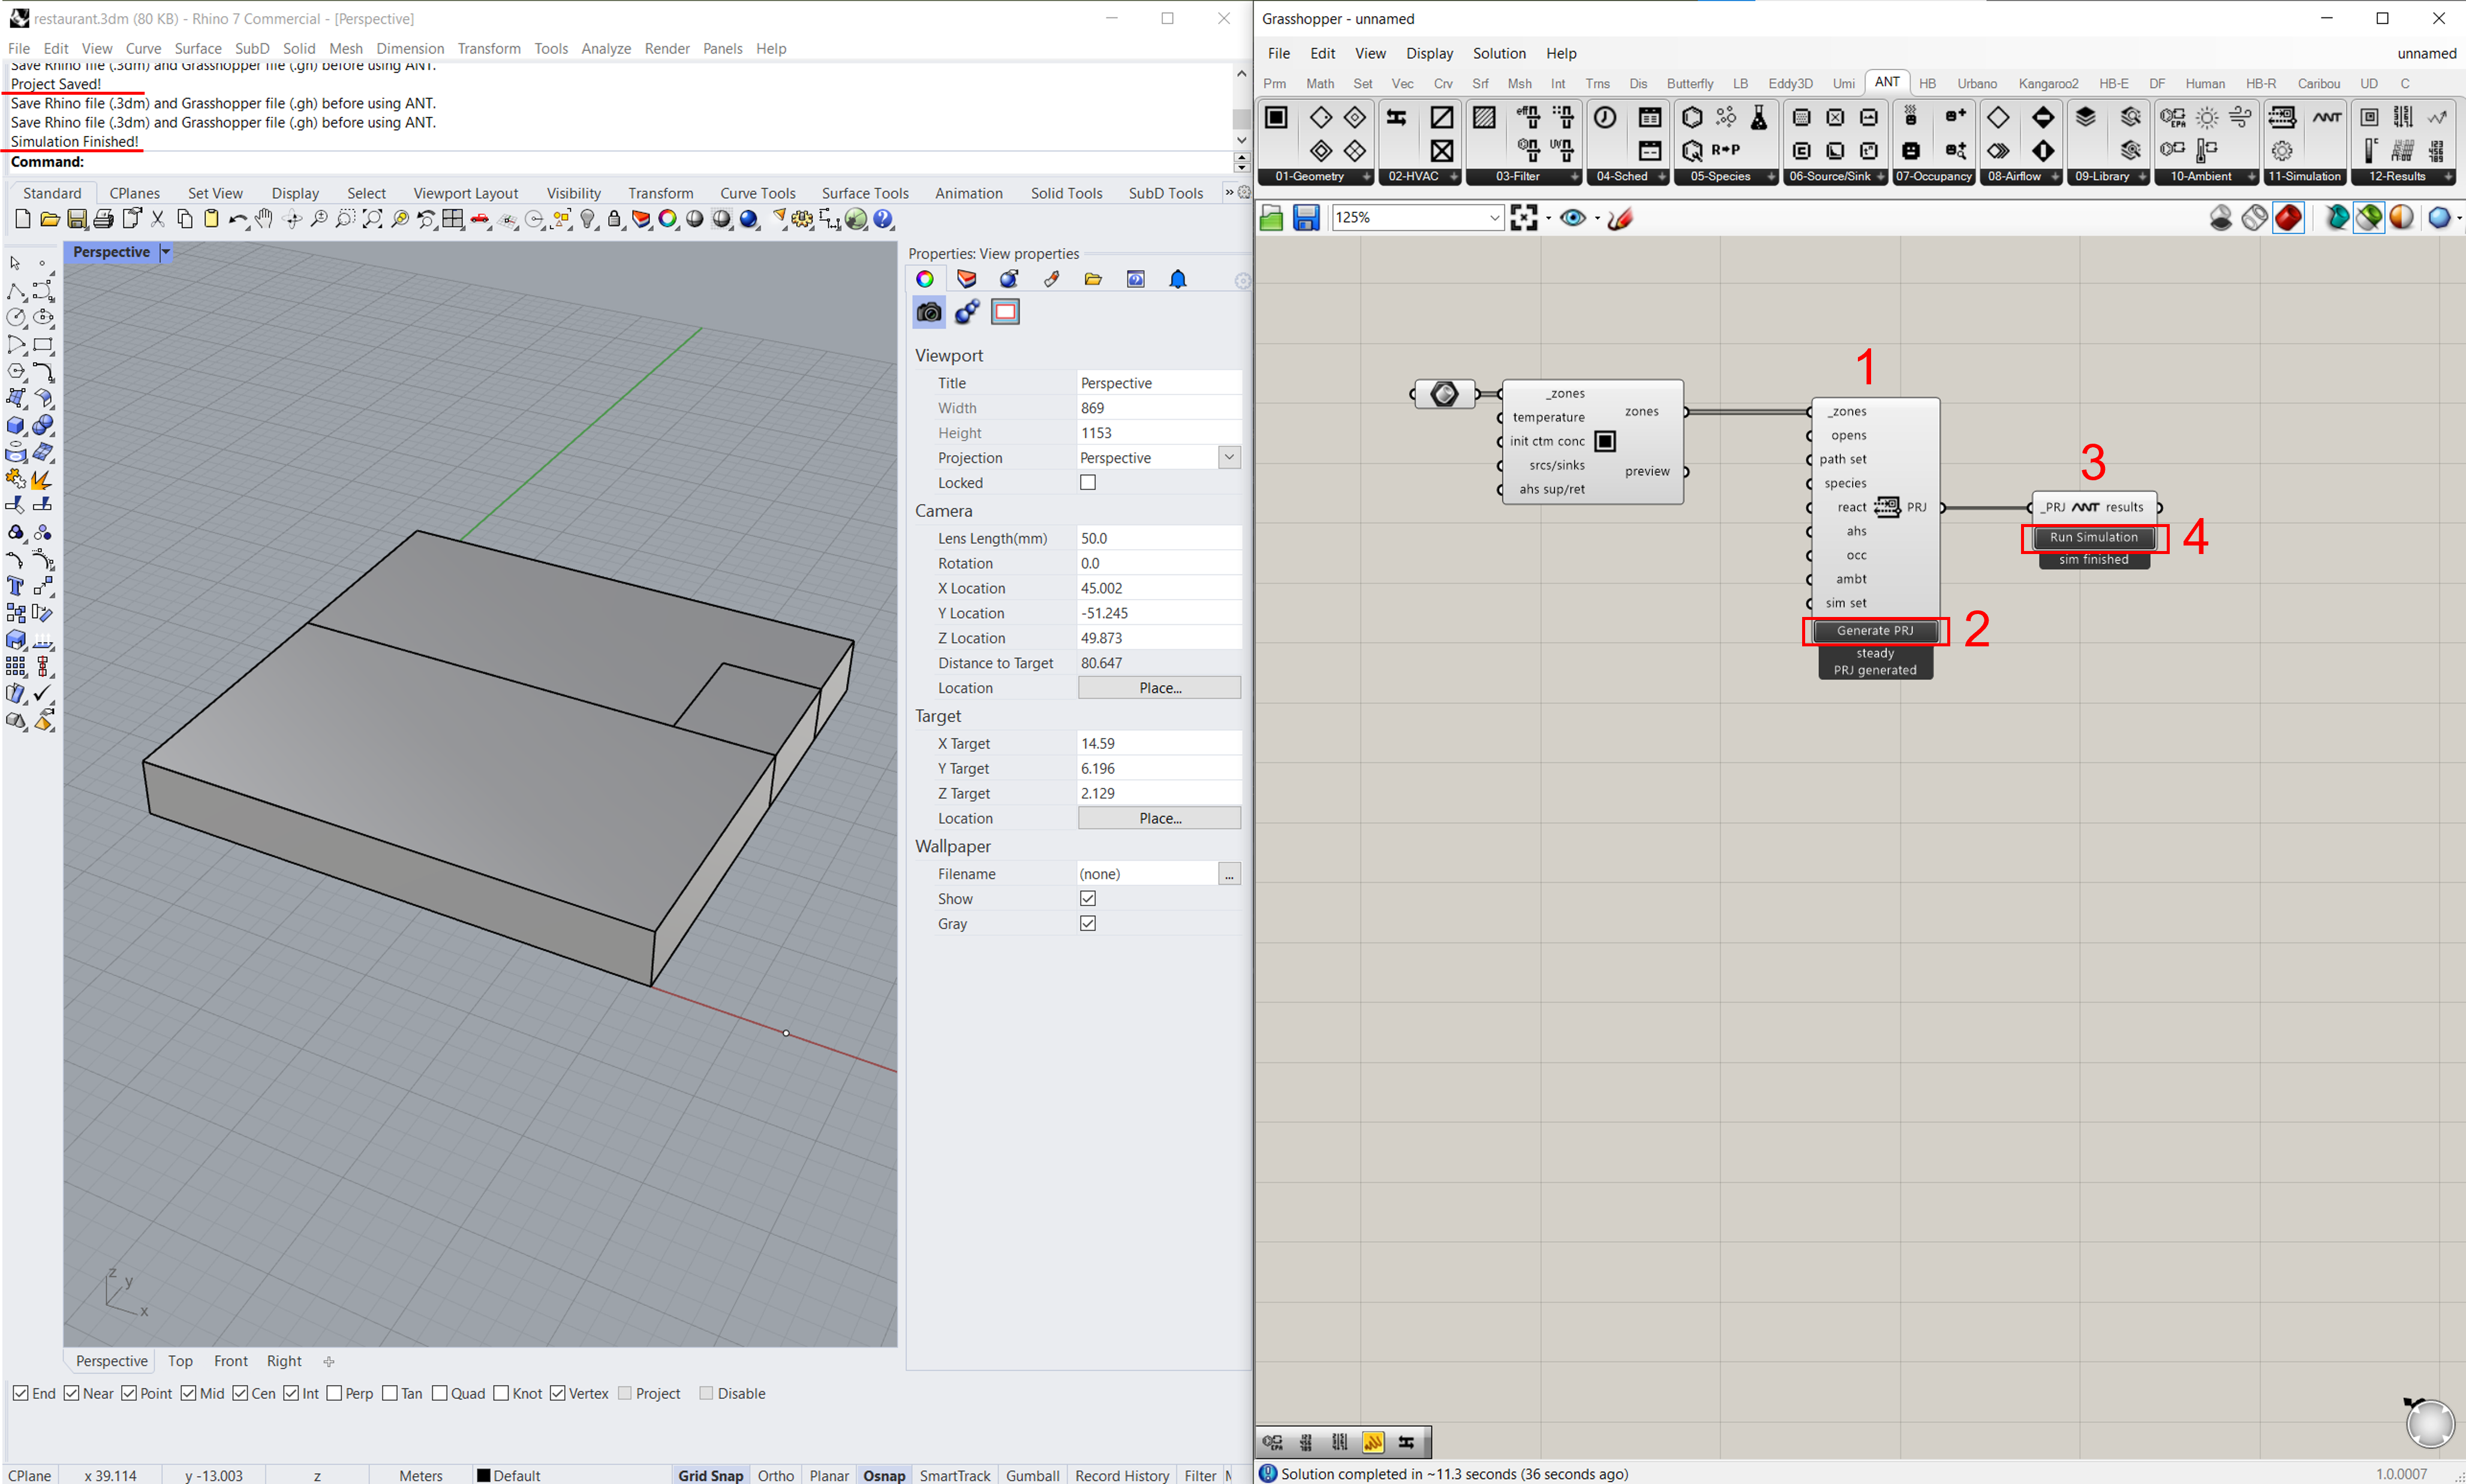 restaurant.3dm (80 KB) - Rhino 7 Commercial - [Perspective]
File Edit View Curve Surface SubD Solid Mesh Dimension Transform Tools Analyze Render Panels Help
Save Rhino file (.3dm) and Grasshopper file (.gh) before using ANT.
Project Saved!
Save Rhino file (.3dm) and Grasshopper file (.gh) before using ANT.
Save Rhino file (.3dm) and Grasshopper file (.gh) before using ANT.
Simulation Finished!
Command:
Standard CPlanes Set View Display Select Viewport Layout Visibility Transform Curve Tools Surface Tools Animation Solid Tools SubD Tools »
Perspective
z
y
x
Properties: View properties
Viewport
Title Perspective
Width 869
Height 1153
Projection Perspective
Locked
Camera
Lens Length(mm) 50.0
Rotation 0.0
X Location 45.002
Y Location -51.245
Z Location 49.873
Distance to Target 80.647
Location Place...
Target
X Target 14.59
Y Target 6.196
Z Target 2.129
Location Place...
Wallpaper
Filename (none) ...
Show
Gray
Perspective Top Front Right
End Near Point Mid Cen Int Perp Tan Quad Knot Vertex Project Disable
CPlane x 39.114 y -13.003 z Meters Default Grid Snap Ortho Planar Osnap SmartTrack Gumball Record History Filter
Grasshopper - unnamed
File Edit View Display Solution Help unnamed
Prm Math Set Vec Crv Srf Msh Int Trns Dis Butterfly LB Eddy3D Umi ANT HB Urbano Kangaroo2 HB-E DF Human HB-R Caribou UD C
R➜P
01-Geometry 02-HVAC 03-Filter 04-Sched 05-Species 06-Source/Sink 07-Occupancy 08-Airflow 09-Library 10-Ambient 11-Simulation 12-Results
125%
_zones
temperature
init ctm conc
srcs/sinks
ahs sup/ret
zones
preview
1
_zones
opens
path set
species
react PRJ
ahs
occ
ambt
sim set
Generate PRJ 2
steady
PRJ generated
3
_PRJ ANT results
Run Simulation 4
sim finished
Solution completed in ~11.3 seconds (36 seconds ago) 1.0.0007